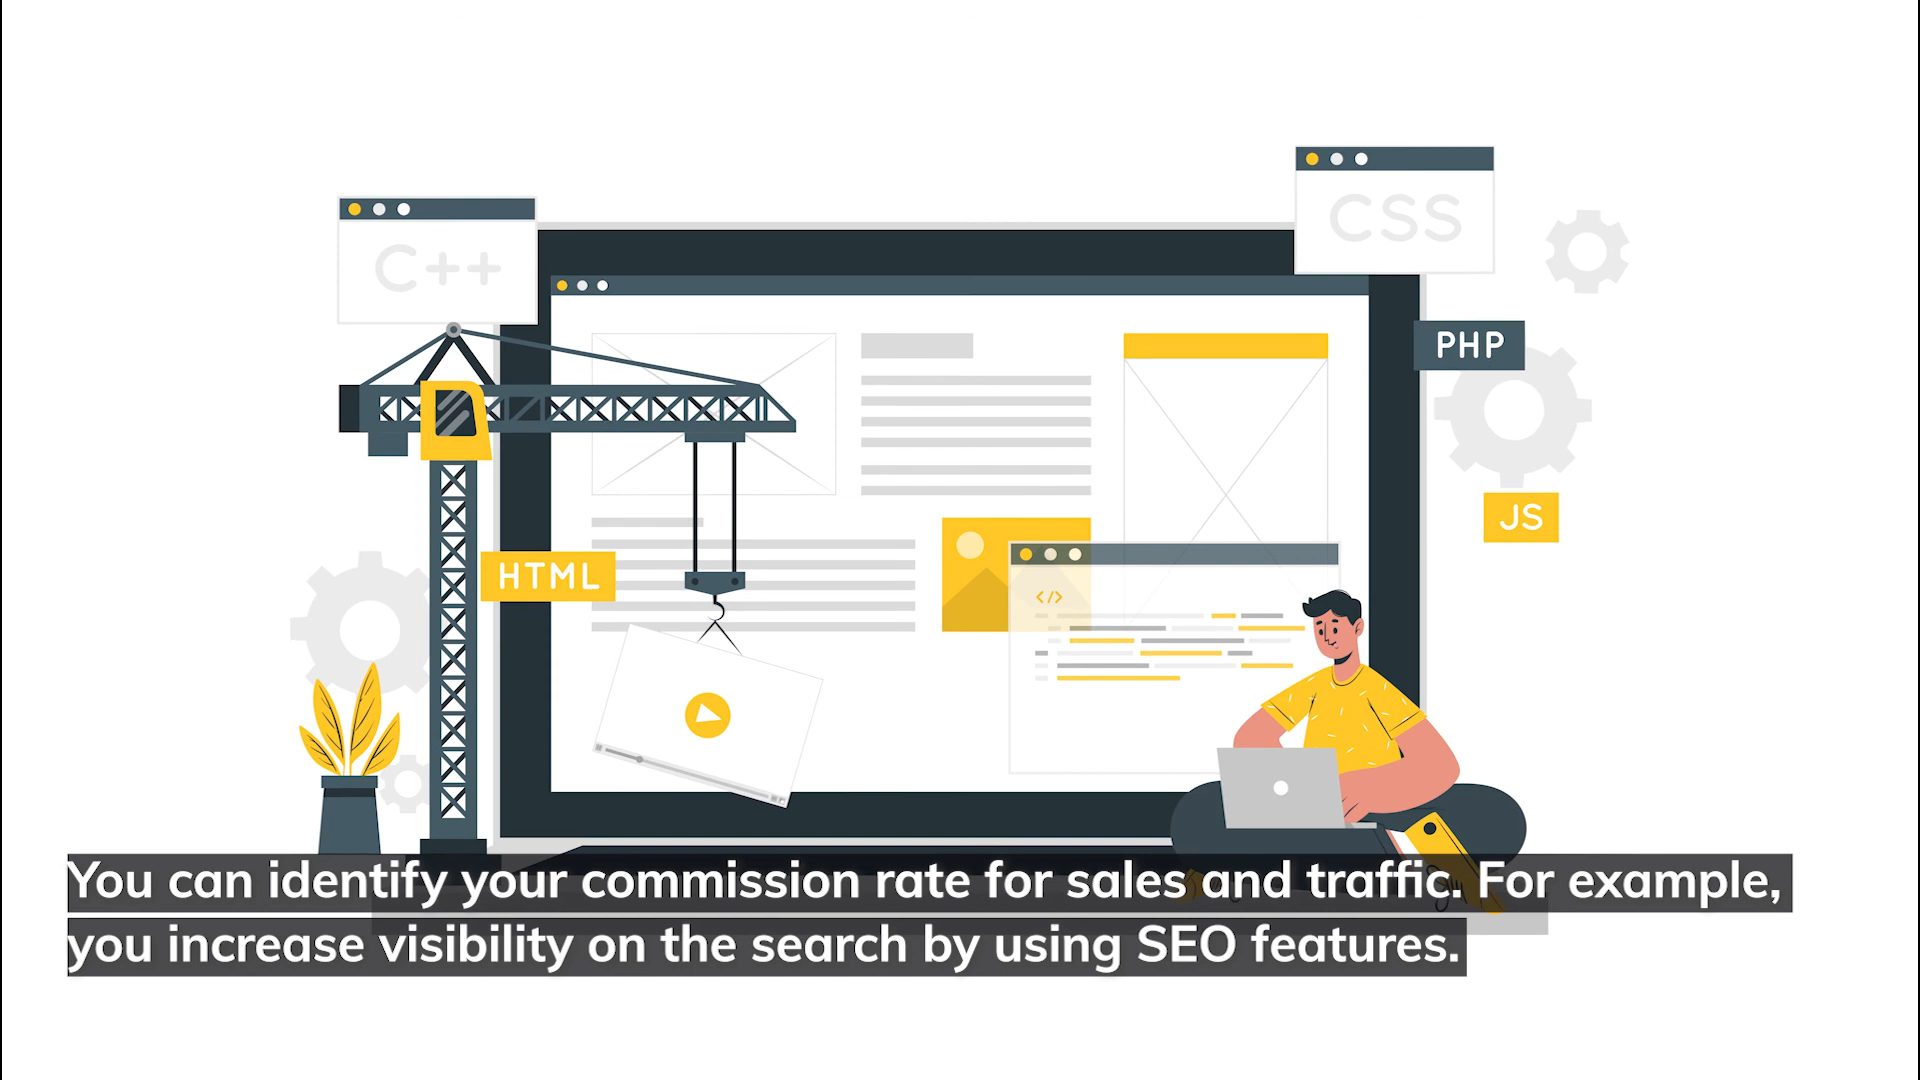 CSS
C++
PHP
JS
HTML
</>
You can identify your commission rate for sales and traffic. For example,
you increase visibility on the search by using SEO features.